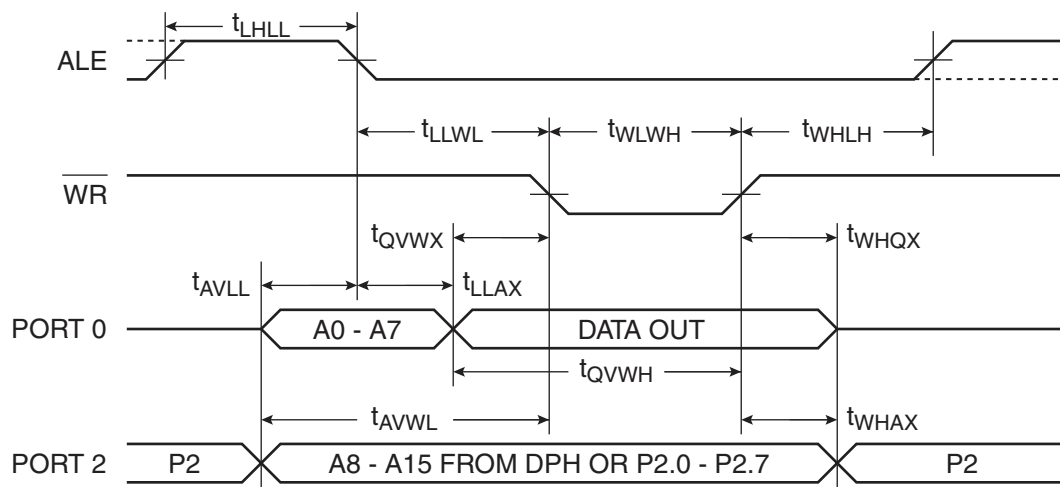 tLHLL
ALE
tLLWL tWLWH tWHLH
WR
tQVWX tWHQX
tAVLL tLLAX
PORT 0 A0 - A7 DATA OUT
tQVWH
tAVWL tWHAX
PORT 2 P2 A8 - A15 FROM DPH OR P2.0 - P2.7 P2